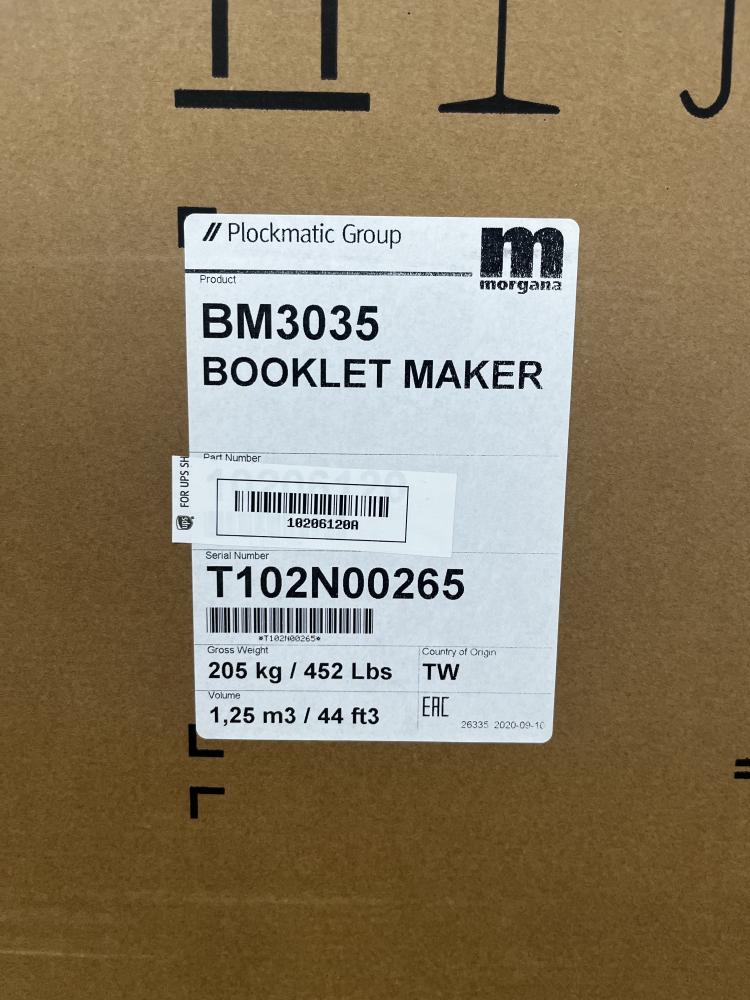 // Plockmatic Group
m
morgana
Product
BM3035
BOOKLET MAKER
Part Number
FOR UPS SH
ups
10206120A
Serial Number
T102N00265
*T102N00265*
Gross Weight
205 kg / 452 Lbs
Country of Origin
TW
Volume
1,25 m3 / 44 ft3
EAC
26335 2020-09-10